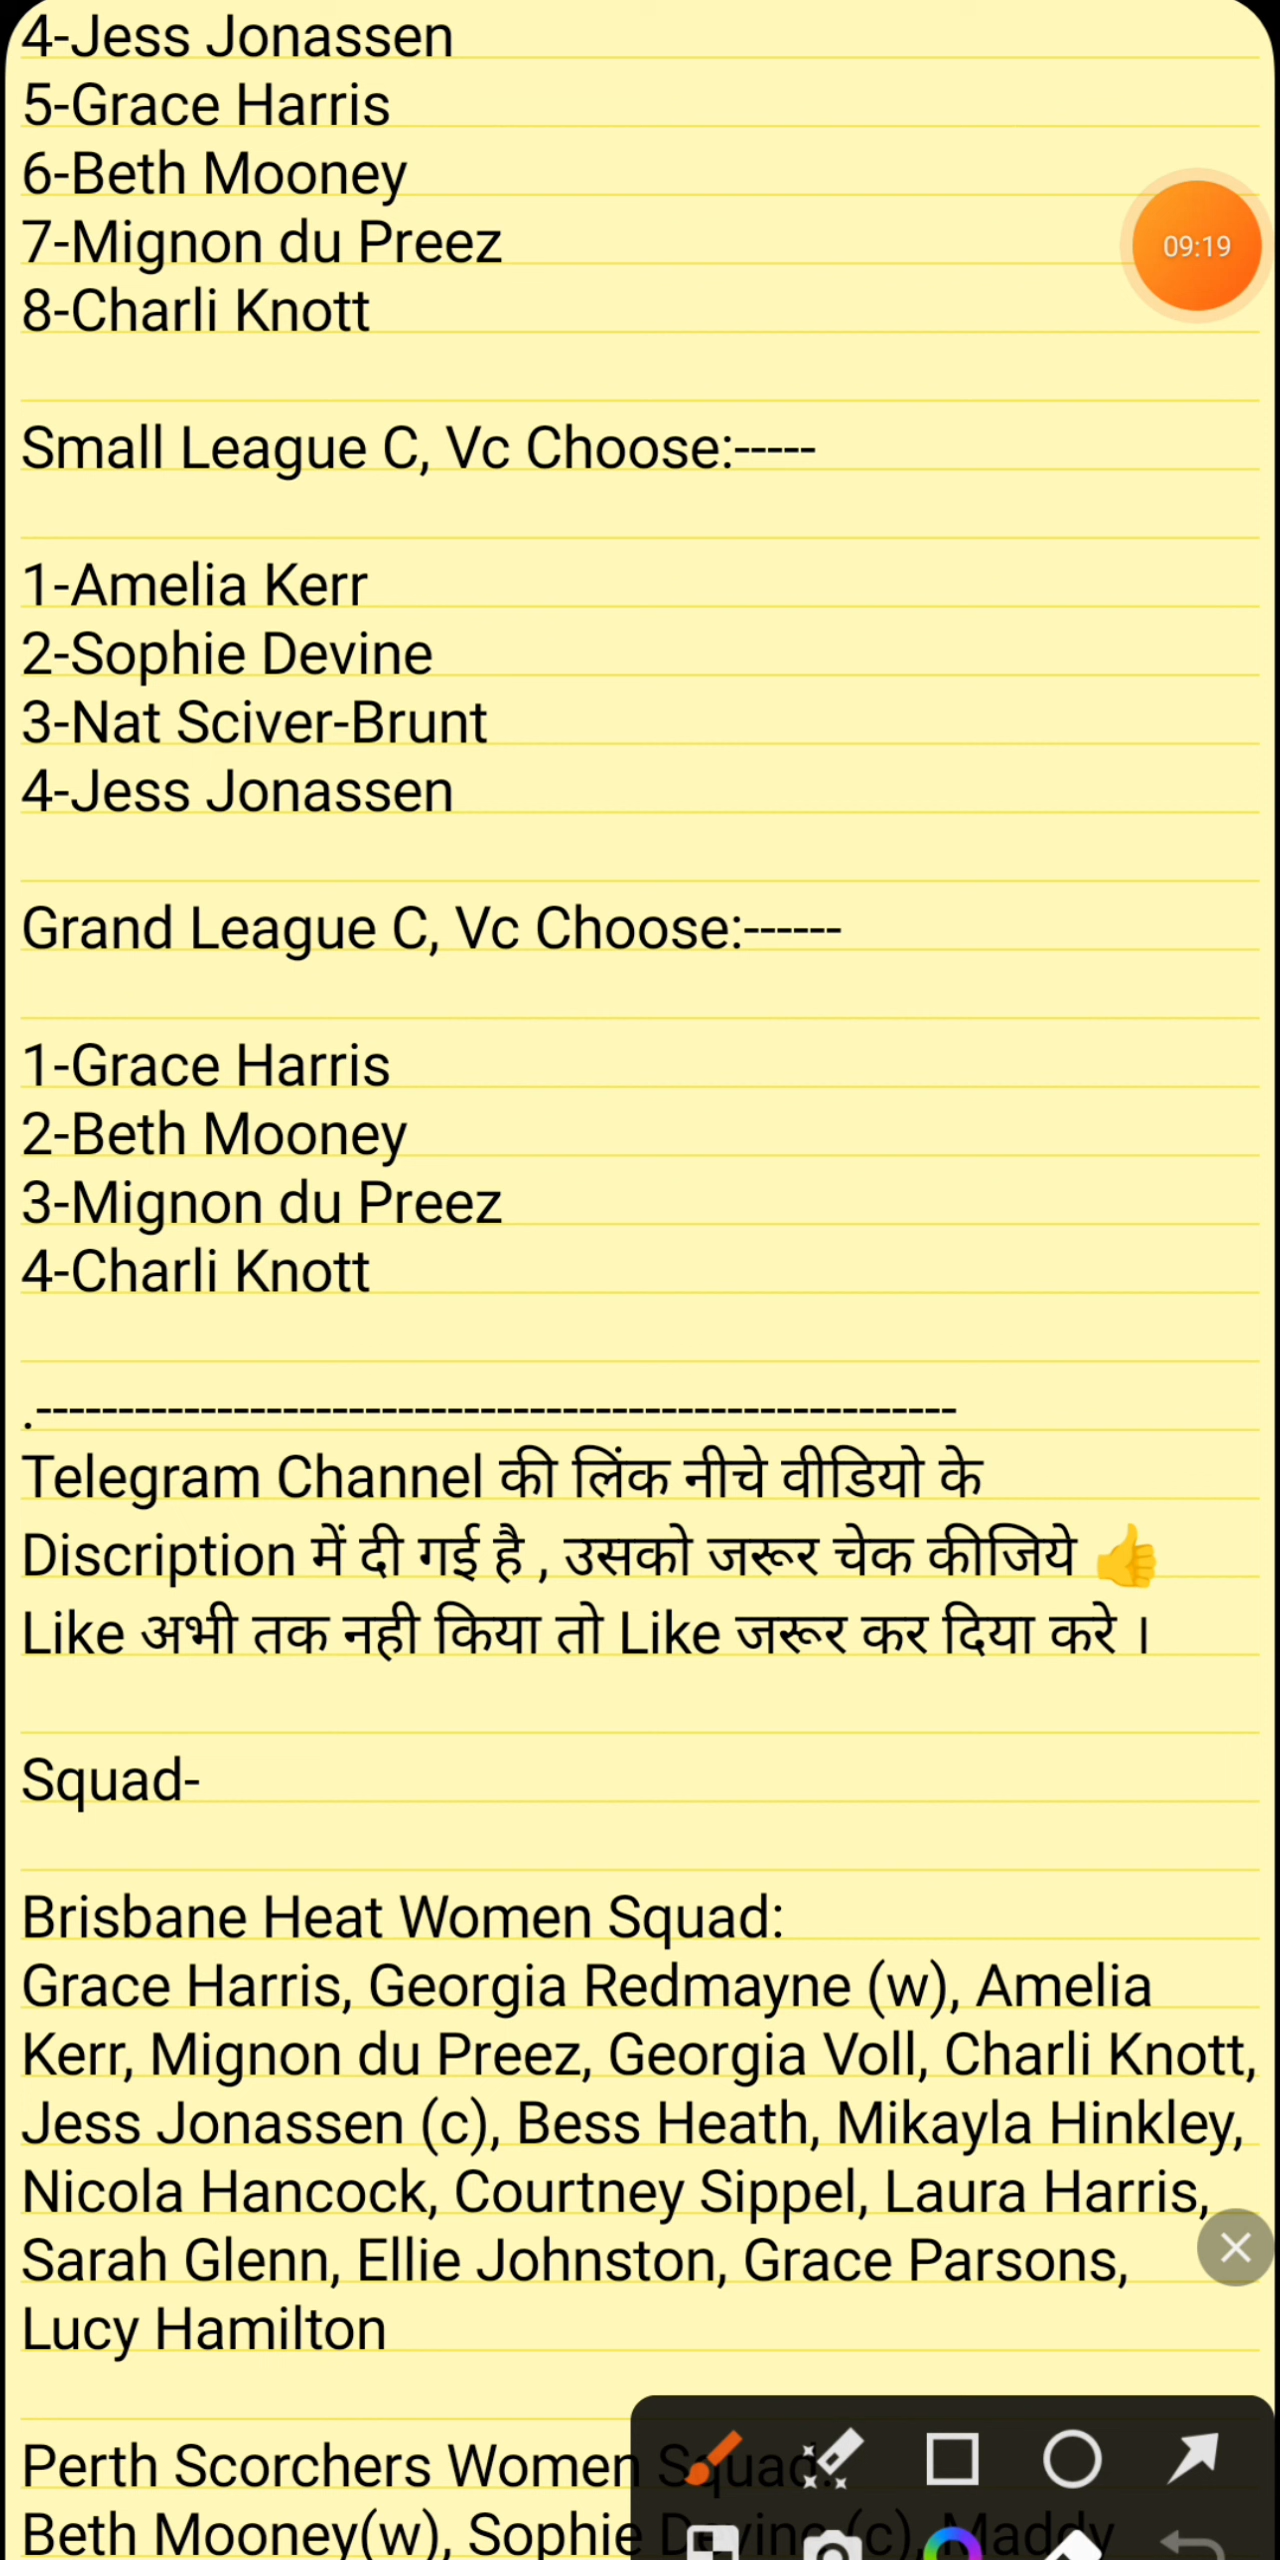 4-Jess Jonassen
5-Grace Harris
6-Beth Mooney
7-Mignon du Preez
09:19
8-Charli Knott
Small League C, Vc Choose:-----
1-Amelia Kerr
2-Sophie Devine
3-Nat Sciver-Brunt
4-Jess Jonassen
Grand League C, Vc Choose:------
1-Grace Harris
2-Beth Mooney
3-Mignon du Preez
4-Charli Knott
.--------------------------------------------------------
Telegram Channel की लिंक नीचे वीडियो के
Discription में दी गई है , उसको जरूर चेक कीजिये 👍
Like अभी तक नही किया तो Like जरूर कर दिया करे ।
Squad-
Brisbane Heat Women Squad:
Grace Harris, Georgia Redmayne (w), Amelia
Kerr, Mignon du Preez, Georgia Voll, Charli Knott,
Jess Jonassen (c), Bess Heath, Mikayla Hinkley,
Nicola Hancock, Courtney Sippel, Laura Harris,
Sarah Glenn, Ellie Johnston, Grace Parsons,
Lucy Hamilton
Perth Scorchers Women Squad:
Beth Mooney(w), Sophie Devine (c), Maddy